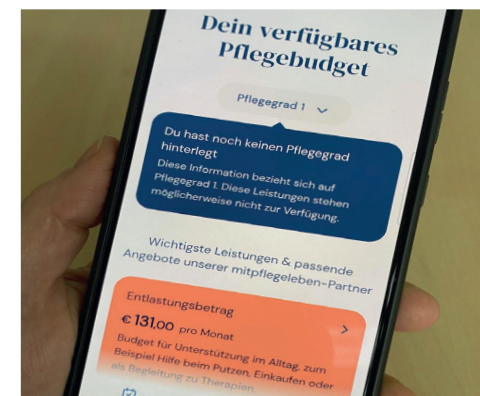 Dein verfügbares
Pflegebudget
Pflegegrad 1
Du hast noch keinen Pflegegrad
hinterlegt
Diese Information bezieht sich auf
Pflegegrad 1. Diese Leistungen stehen
möglicherweise nicht zur Verfügung.
Wichtigste Leistungen & passende
Angebote unserer mitpflegeleben-Partner
Entlastungsbetrag
€ 131,00 pro Monat
Budget für Unterstützung im Alltag, zum
Beispiel Hilfe beim Putzen, Einkaufen oder
als Begleitung zu Therapien.